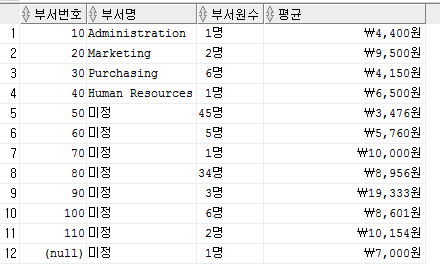 부서번호 부서명 부서원수 평균
1 10 Administration 1명 ₩4,400원
2 20 Marketing 2명 ₩9,500원
3 30 Purchasing 6명 ₩4,150원
4 40 Human Resources 1명 ₩6,500원
5 50 미정 45명 ₩3,476원
6 60 미정 5명 ₩5,760원
7 70 미정 1명 ₩10,000원
8 80 미정 34명 ₩8,956원
9 90 미정 3명 ₩19,333원
10 100 미정 6명 ₩8,601원
11 110 미정 2명 ₩10,154원
12 (null) 미정 1명 ₩7,000원